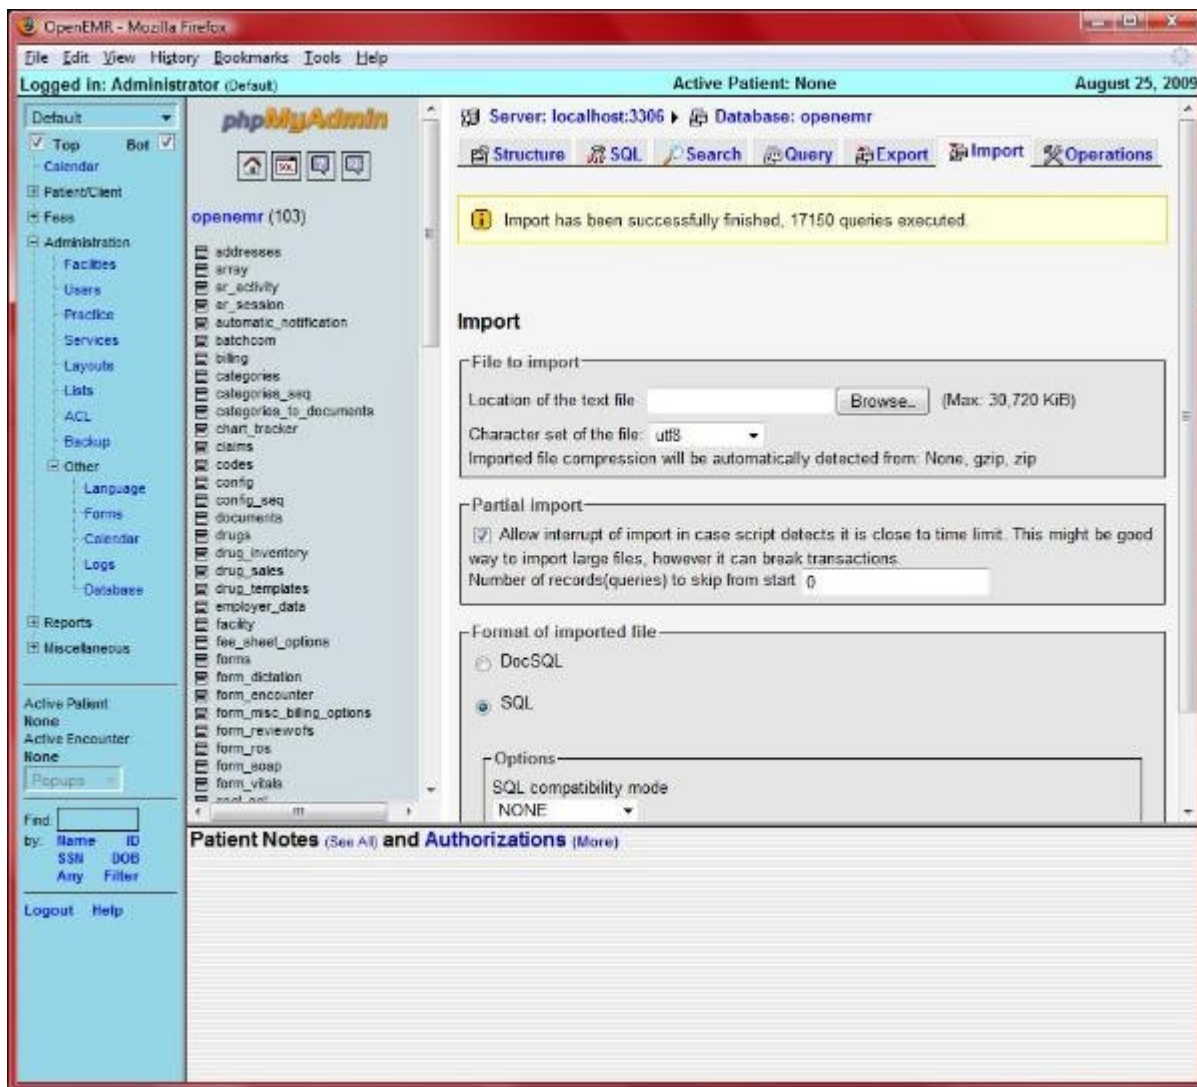 OpenEMR - Mozilla Firefox
File Edit View History Bookmarks Tools Help
Logged in: Administrator (Default) Active Patient: None August 25, 2009
Default
Top Bot
Calendar
Patient/Client
Fees
Administration
Facilities
Users
Practice
Services
Layouts
Lists
ACL
Backup
Other
Language
Forms
Calendar
Logs
Database
Reports
Miscellaneous
Active Patient
None
Active Encounter
None
Popups
Find:
by: Name ID
SSN DOB
Any Filter
Logout Help
phpMyAdmin
SQL
openemr (103)
addresses
array
ar_activity
ar_session
automatic_notification
batchcom
billing
categories
categories_seq
categories_to_documents
chart_tracker
claims
codes
config
config_seq
documents
drugs
drug_inventory
drug_sales
drug_templates
employer_data
facility
fee_sheet_options
forms
form_dictation
form_encounter
form_misc_billing_options
form_reviewofs
form_ros
form_soap
form_vitals
Server: localhost:3306 Database: openemr
Structure SQL Search Query Export Import Operations
Import has been successfully finished, 17150 queries executed.
Import
File to import
Location of the text file Browse... (Max: 30,720 KiB)
Character set of the file: utf8
Imported file compression will be automatically detected from: None, gzip, zip
Partial import
Allow interrupt of import in case script detects it is close to time limit. This might be good
way to import large files, however it can break transactions.
Number of records(queries) to skip from start 0
Format of imported file
DocSQL
SQL
Options
SQL compatibility mode
NONE
Patient Notes (See All) and Authorizations (More)